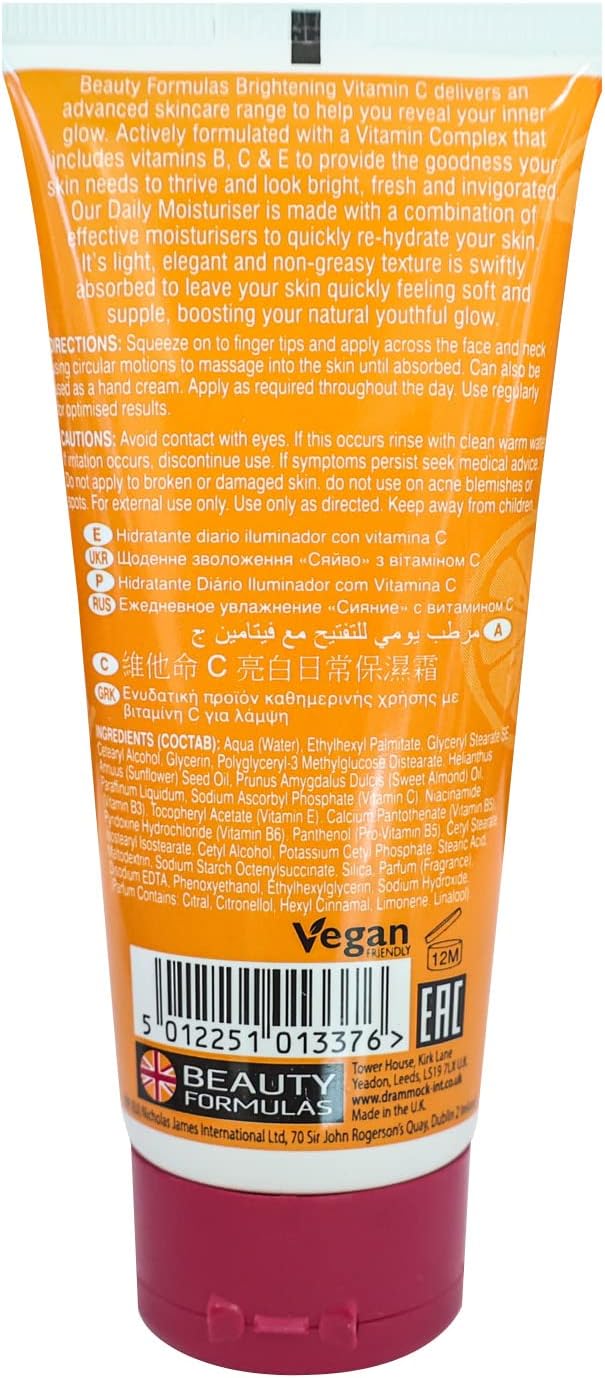 Beauty Formulas Brightening Vitamin C delivers an
advanced skincare range to help you reveal your inner
glow. Actively formulated with a Vitamin Complex that
includes vitamins B, C & E to provide the goodness your
skin needs to thrive and look bright, fresh and invigorated
Our Daily Moisturiser is made with a combination of
effective moisturisers to quickly re-hydrate your skin.
It's light, elegant and non-greasy texture is swiftly
absorbed to leave your skin quickly feeling soft and
supple, boosting your natural youthful glow.
DIRECTIONS: Squeeze on to finger tips and apply across the face and neck
using circular motions to massage into the skin until absorbed. Can also be
used as a hand cream. Apply as required throughout the day. Use regularly
for optimised results.
CAUTIONS: Avoid contact with eyes. If this occurs rinse with clean warm water
If irritation occurs, discontinue use. If symptoms persist seek medical advice.
Do not apply to broken or damaged skin. do not use on acne blemishes or
spots. For external use only. Use only as directed. Keep away from children.
E Hidratante diario iluminador con vitamina C
UKR Щоденне зволоження «Сяйво» з вітаміном С
P Hidratante Diário Iluminador com Vitamina C
RUS Ежедневное увлажнение «Сияние» с витамином С
A مرطب يومي للتفتيح مع فيتامين ج
C 維他命 C 亮白日常保濕霜
GRK Ενυδατική προϊόν καθημερινής χρήσης με
βιταμίνη C για λάμψη
INGREDIENTS (СОСТАВ): Aqua (Water), Ethylhexyl Palmitate, Glyceryl Stearate SE,
Cetearyl Alcohol, Glycerin, Polyglyceryl-3 Methylglucose Distearate, Helianthus
Annuus (Sunflower) Seed Oil, Prunus Amygdalus Dulcis (Sweet Almond) Oil,
Paraffinum Liquidum, Sodium Ascorbyl Phosphate (Vitamin C), Niacinamide
(Vitamin B3), Tocopheryl Acetate (Vitamin E), Calcium Pantothenate (Vitamin B5),
Pyridoxine Hydrochloride (Vitamin B6), Panthenol (Pro-Vitamin B5), Cetyl Stearate,
Isostearyl Isostearate, Cetyl Alcohol, Potassium Cetyl Phosphate, Stearic Acid,
Maltodextrin, Sodium Starch Octenylsuccinate, Silica, Parfum (Fragrance),
Disodium EDTA, Phenoxyethanol, Ethylhexylglycerin, Sodium Hydroxide,
(Parfum Contains: Citral, Citronellol, Hexyl Cinnamal, Limonene, Linalool)
Vegan
FRIENDLY
12M
5 012251 013376>
EAC
BEAUTY
FORMULAS
Tower House, Kirk Lane
Yeadon, Leeds, LS19 7LX U.K.
www.drammock-int.co.uk
Made in the U.K.
Nicholas James International Ltd, 70 Sir John Rogerson's Quay, Dublin 2